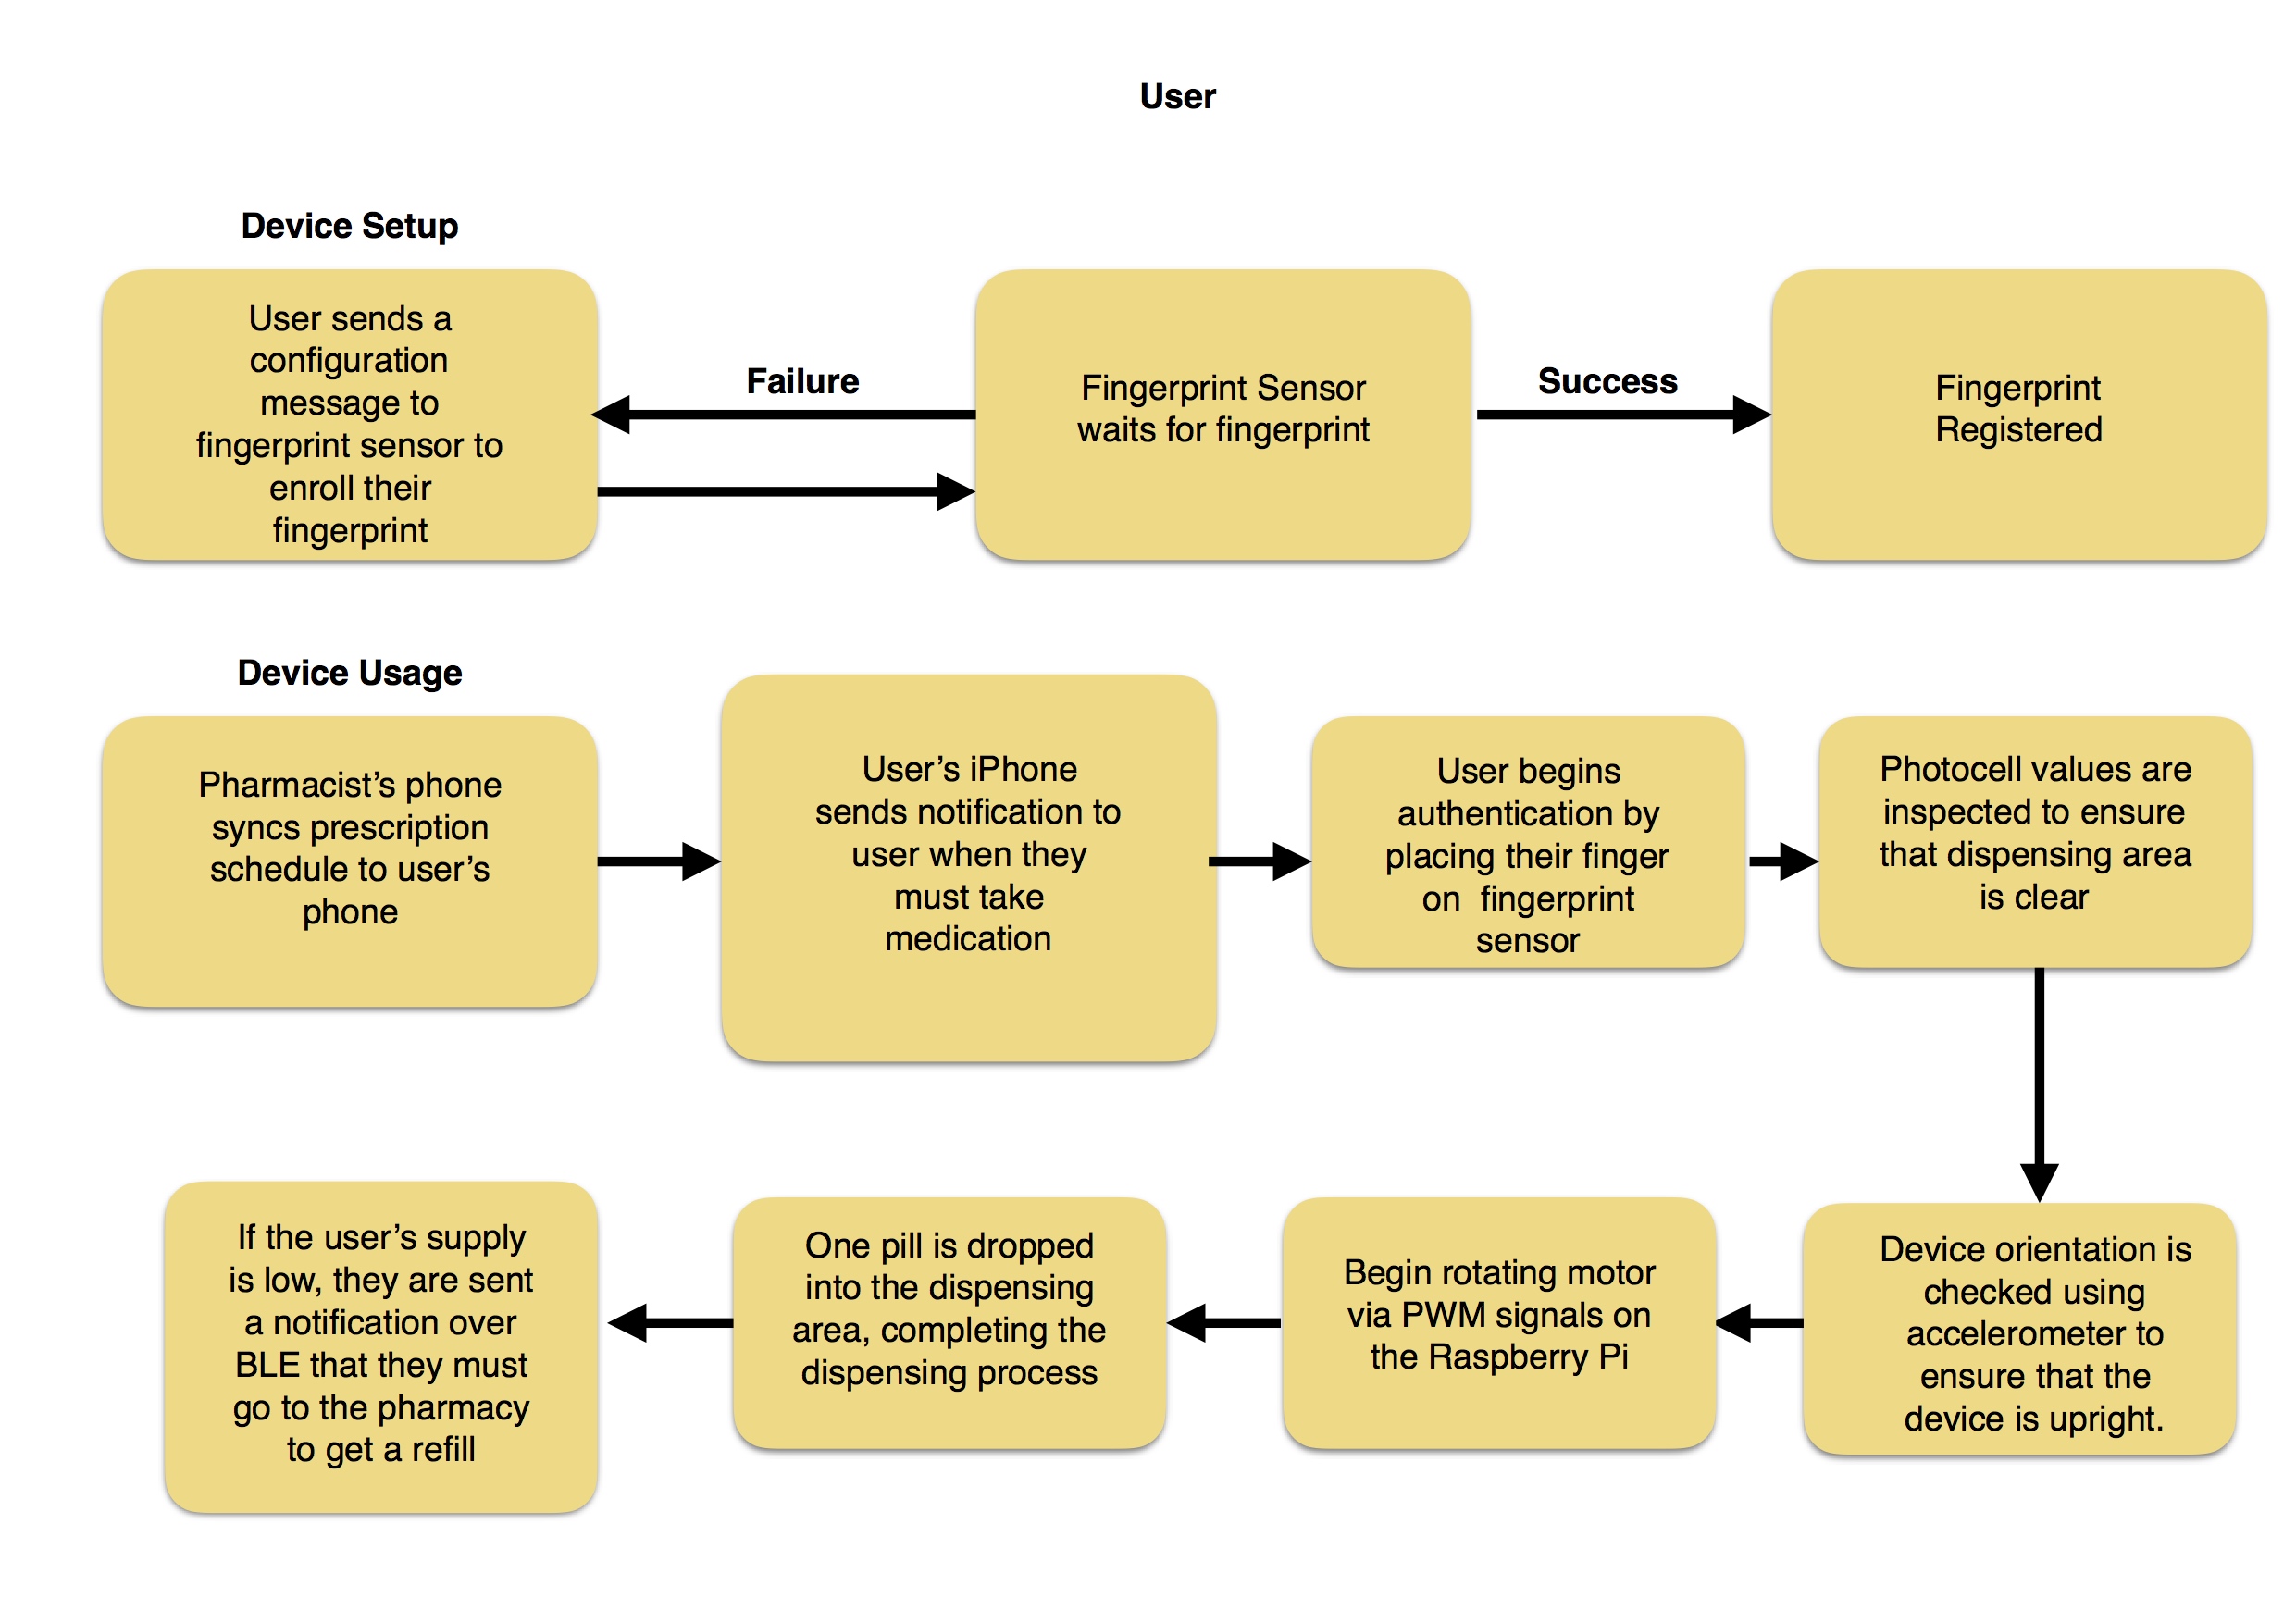 User
Device Setup
User sends a
configuration
message to
fingerprint sensor to
enroll their
fingerprint
Failure
Fingerprint Sensor
waits for fingerprint
Success
Fingerprint
Registered
Device Usage
Pharmacist’s phone
syncs prescription
schedule to user’s
phone
User’s iPhone
sends notification to
user when they
must take
medication
User begins
authentication by
placing their finger
on  fingerprint
sensor
Photocell values are
inspected to ensure
that dispensing area
is clear
If the user’s supply
is low, they are sent
a notification over
BLE that they must
go to the pharmacy
to get a refill
One pill is dropped
into the dispensing
area, completing the
dispensing process
Begin rotating motor
via PWM signals on
the Raspberry Pi
Device orientation is
checked using
accelerometer to
ensure that the
device is upright.